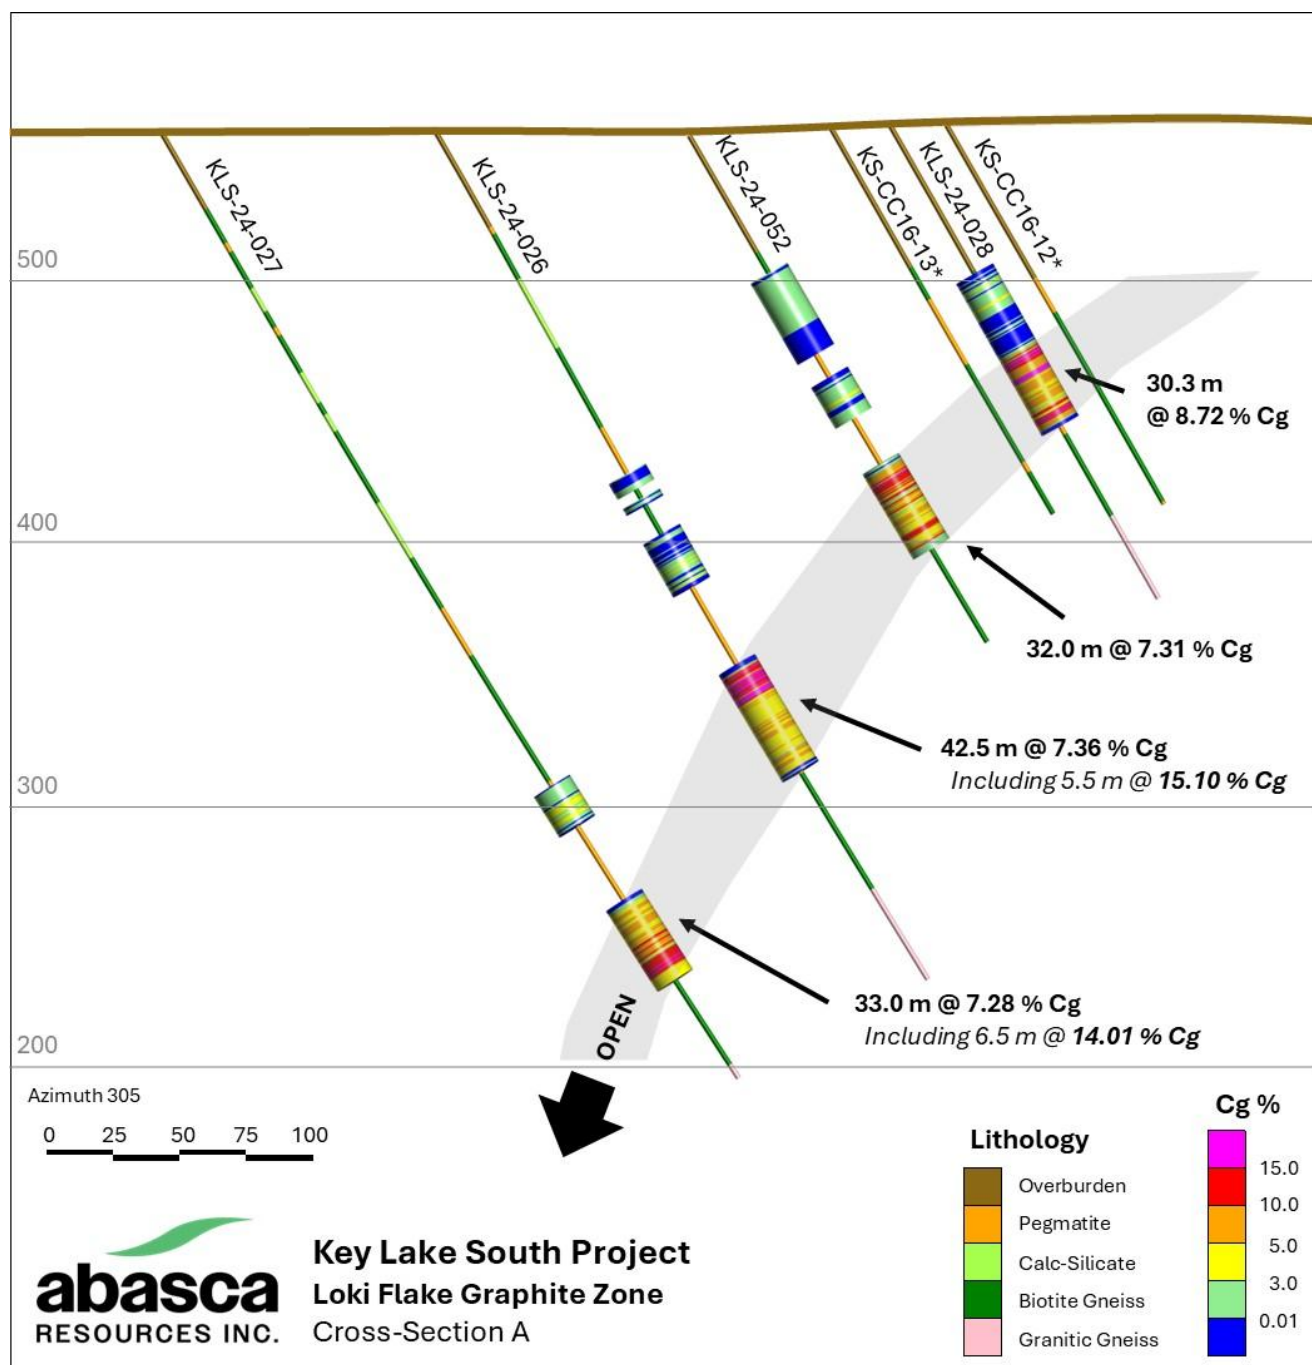 KLS-24-027
KLS-24-026
KLS-24-052
KS-CC16-13*
KLS-24-028
KS-CC16-12*
500
30.3 m
@ 8.72 % Cg
400
32.0 m @ 7.31 % Cg
42.5 m @ 7.36 % Cg
Including 5.5 m @ 15.10 % Cg
300
33.0 m @ 7.28 % Cg
Including 6.5 m @ 14.01 % Cg
OPEN
200
Azimuth 305
0 25 50 75 100
Lithology
Overburden
Pegmatite
Calc-Silicate
Biotite Gneiss
Granitic Gneiss
Cg %
15.0
10.0
5.0
3.0
0.01
abasca
RESOURCES INC.
Key Lake South Project
Loki Flake Graphite Zone
Cross-Section A